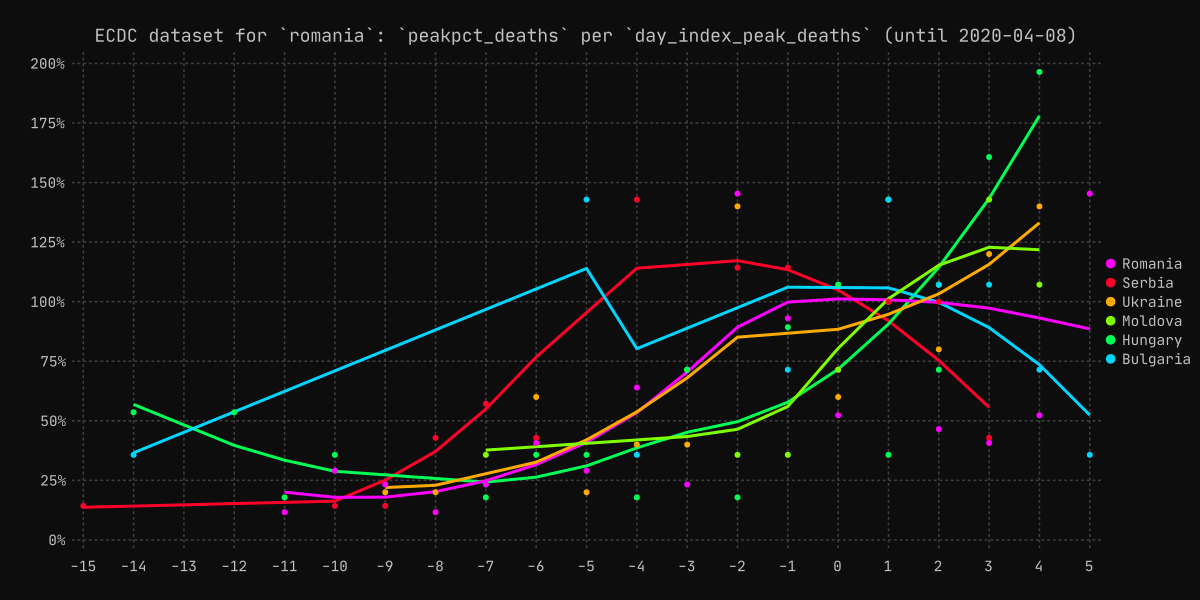 ECDC dataset for `romania`: `peakpct_deaths` per `day_index_peak_deaths` (until 2020-04-08)
200%
175%
150%
125%
100%
75%
50%
25%
0%
-15 -14 -13 -12 -11 -10 -9 -8 -7 -6 -5 -4 -3 -2 -1 0 1 2 3 4 5
Romania
Serbia
Ukraine
Moldova
Hungary
Bulgaria